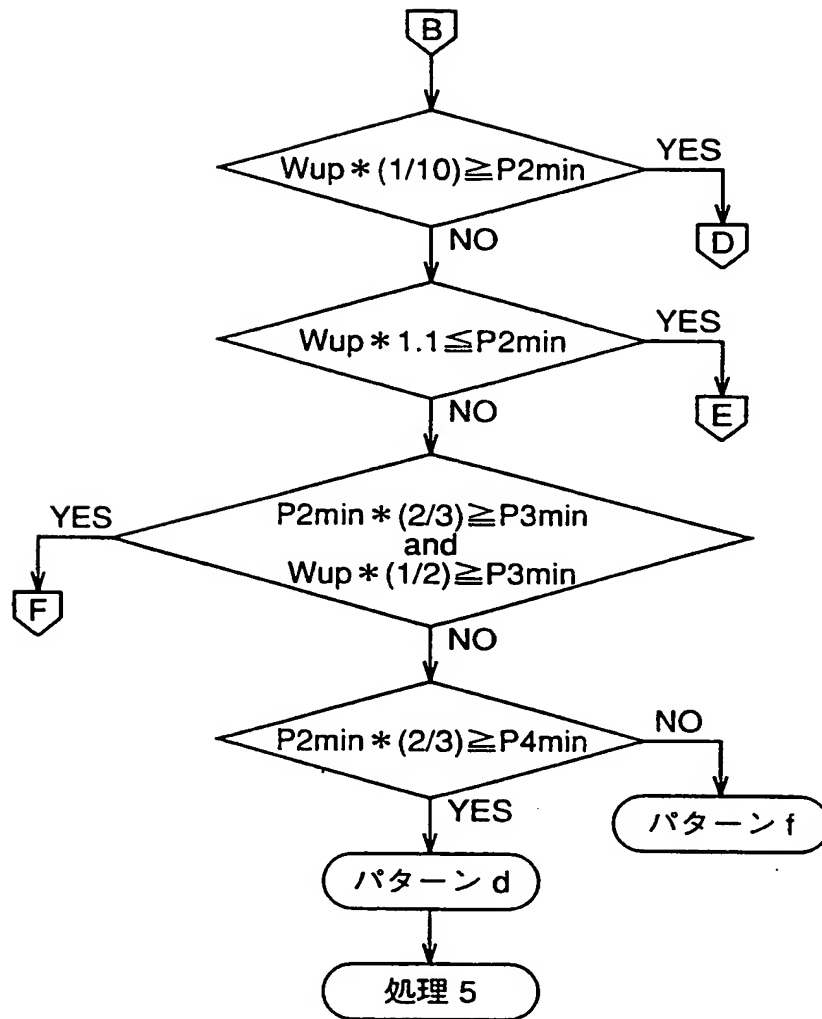 B
Wup*(1/10)≧P2min
YES
D
NO
Wup*1.1≦P2min
YES
E
NO
YES
P2min*(2/3)≧P3min
and
Wup*(1/2)≧P3min
F
NO
P2min*(2/3)≧P4min
NO
YES
パターン f
パターン d
処理 5